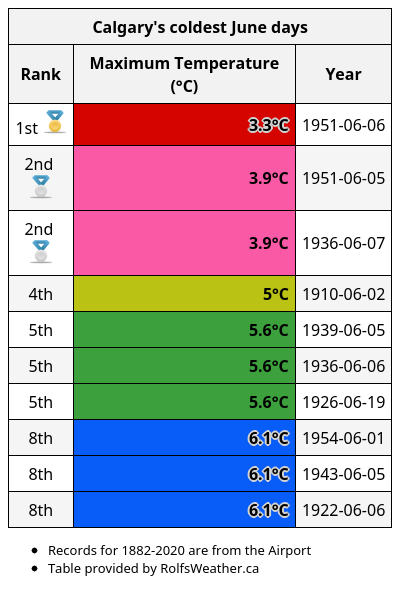 Calgary's coldest June days
Rank Maximum Temperature (°C) Year
1st 3.3°C 1951-06-06
2nd 3.9°C 1951-06-05
2nd 3.9°C 1936-06-07
4th 5°C 1910-06-02
5th 5.6°C 1939-06-05
5th 5.6°C 1936-06-06
5th 5.6°C 1926-06-19
8th 6.1°C 1954-06-01
8th 6.1°C 1943-06-05
8th 6.1°C 1922-06-06
• Records for 1882-2020 are from the Airport
• Table provided by RolfsWeather.ca